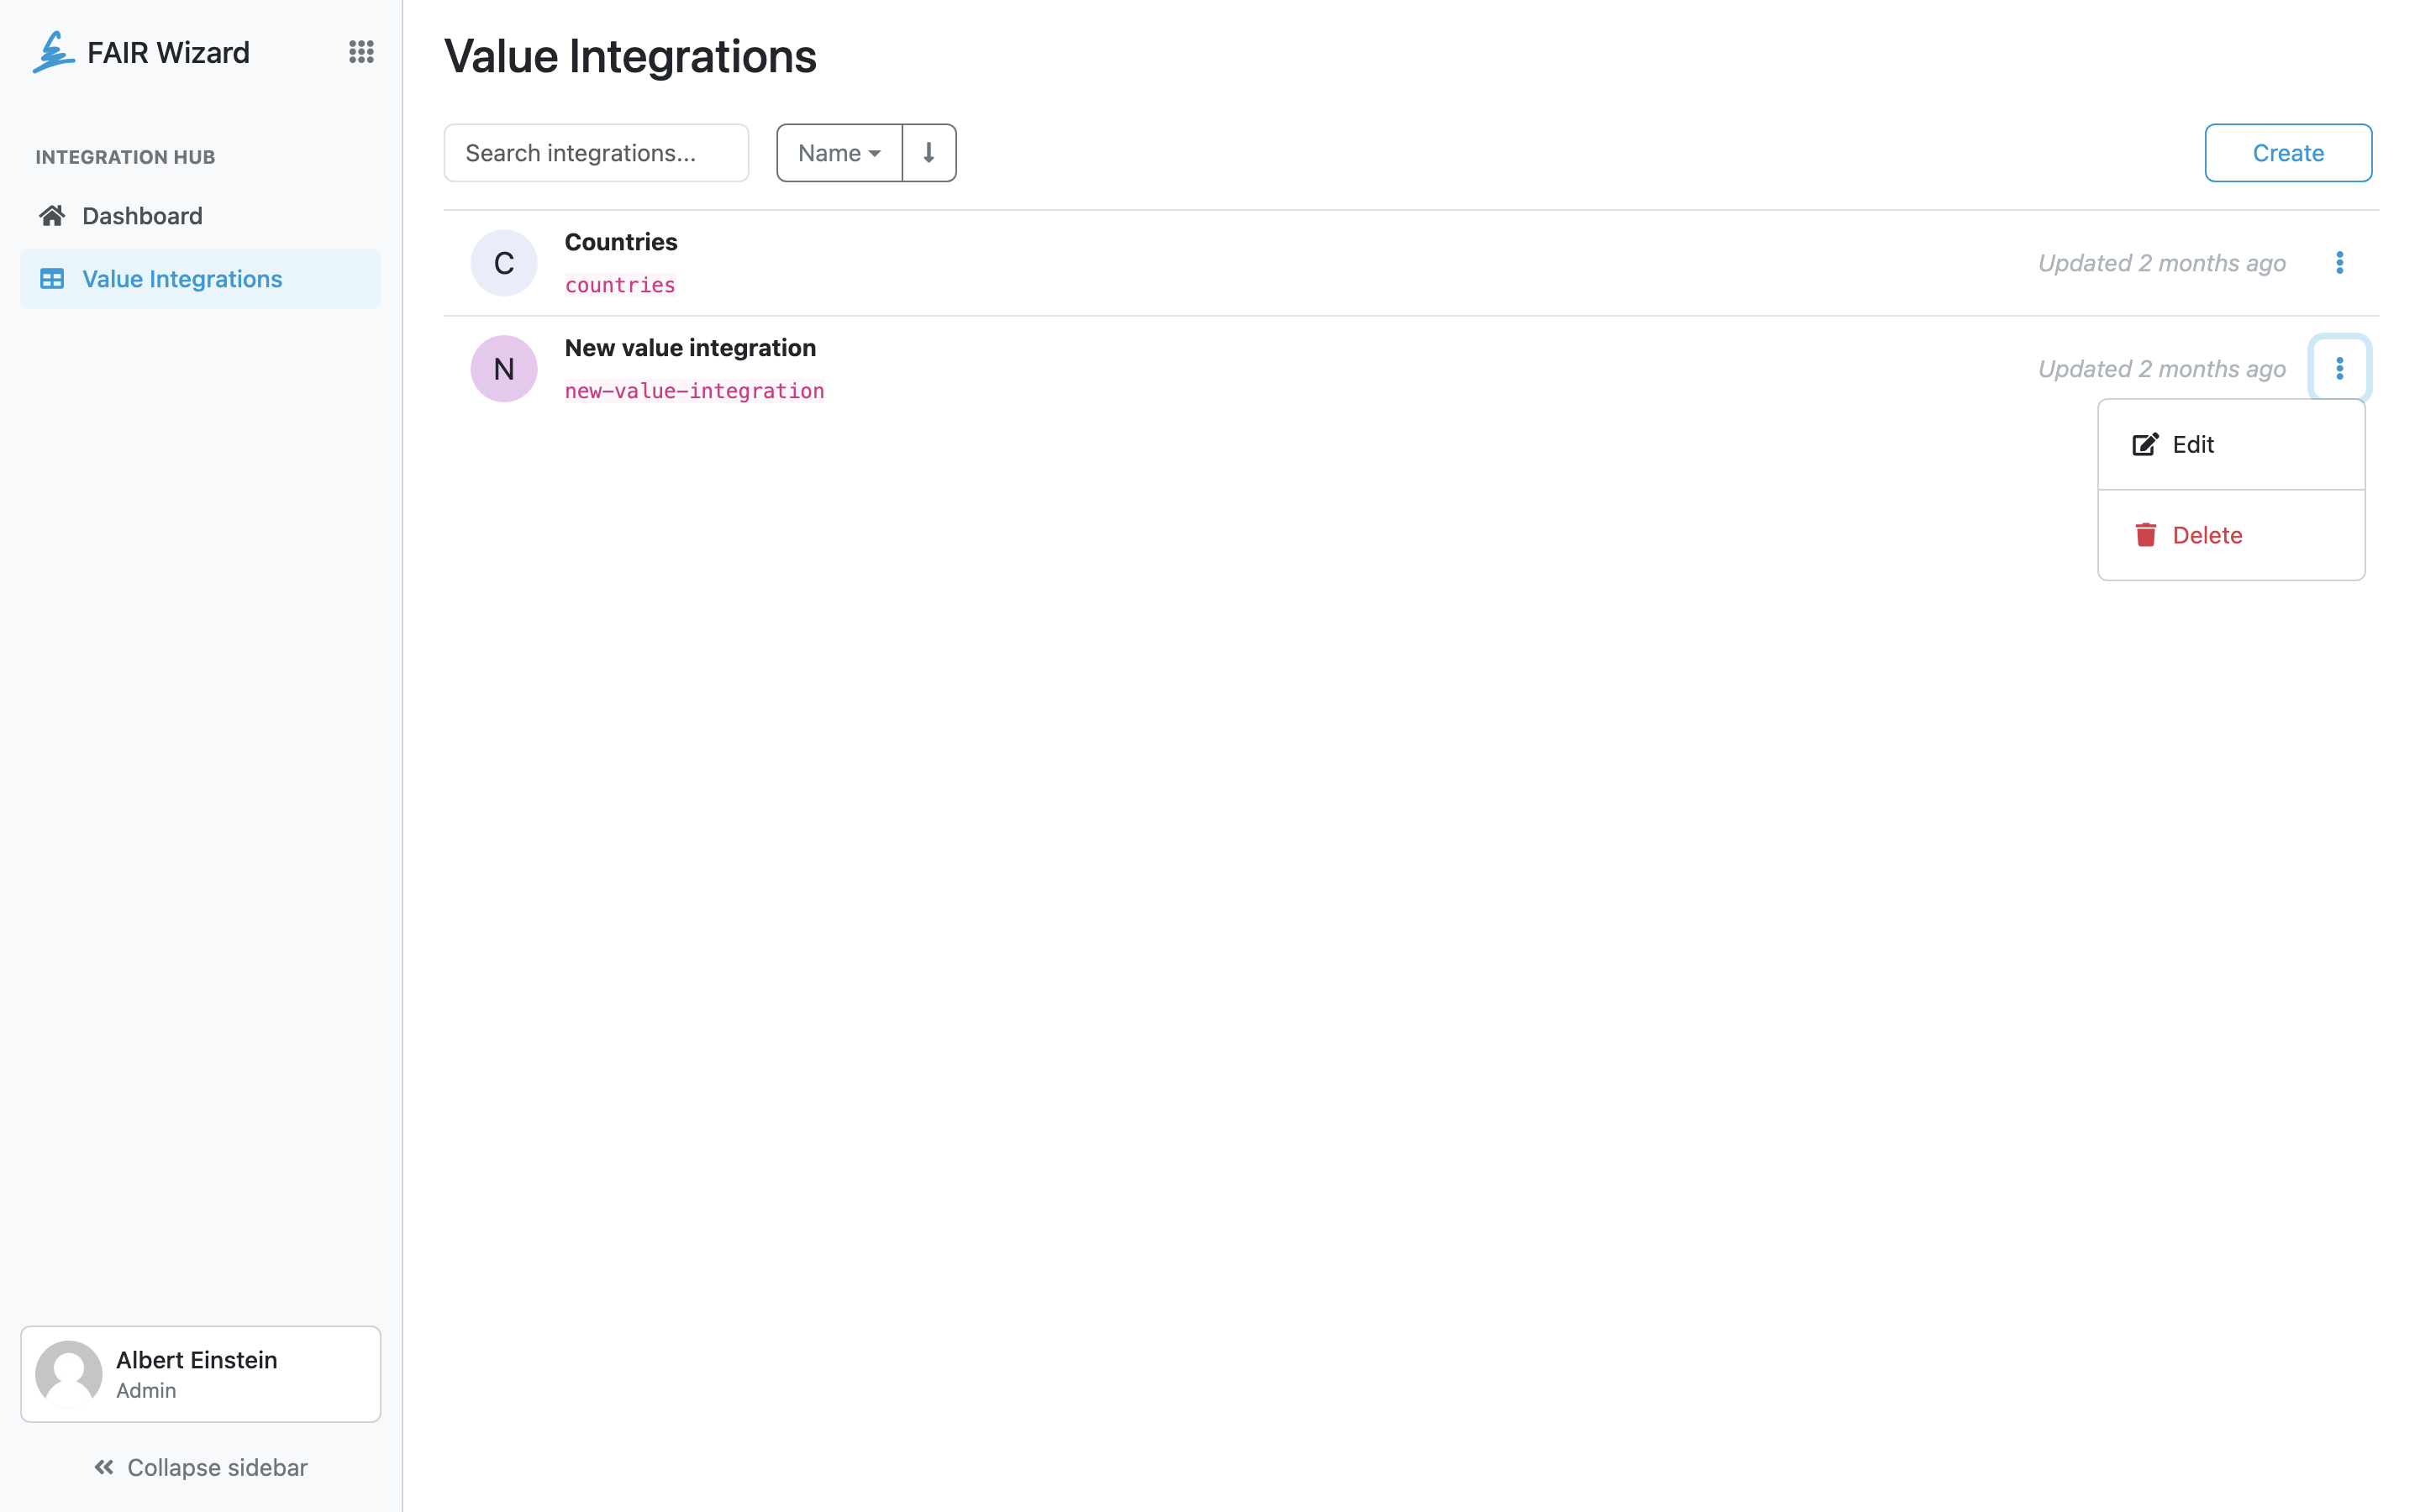 FAIR Wizard
INTEGRATION HUB
Dashboard
Value Integrations
Albert Einstein
Admin
Collapse sidebar
Value Integrations
Search integrations...
Name
Create
C
Countries
countries
Updated 2 months ago
N
New value integration
new-value-integration
Updated 2 months ago
Edit
Delete